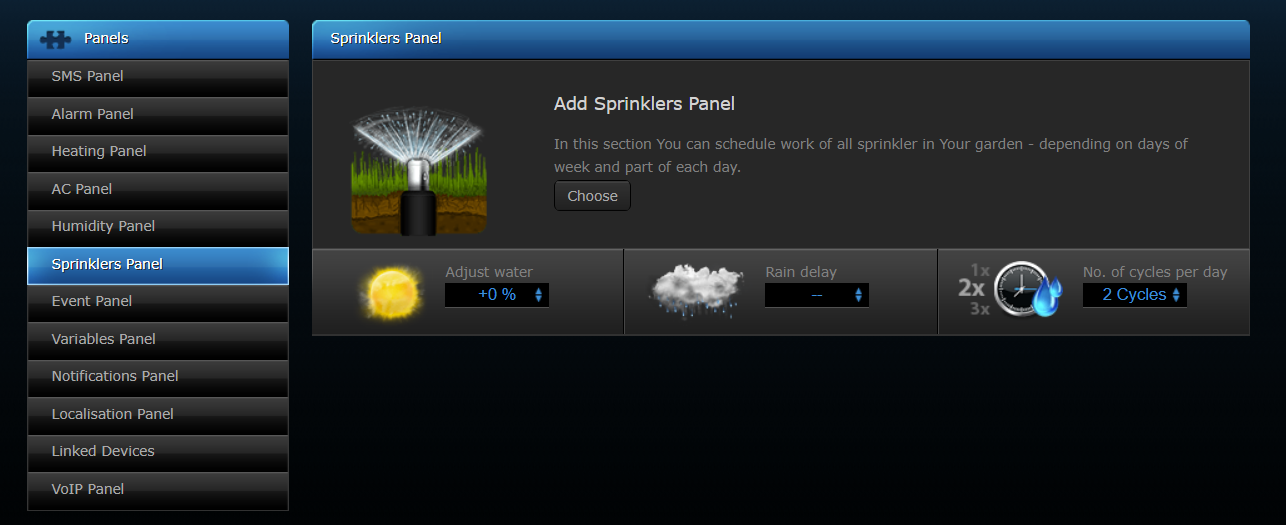 Panels
SMS Panel
Alarm Panel
Heating Panel
AC Panel
Humidity Panel
Sprinklers Panel
Event Panel
Variables Panel
Notifications Panel
Localisation Panel
Linked Devices
VoIP Panel
Sprinklers Panel
Add Sprinklers Panel
In this section You can schedule work of all sprinkler in Your garden - depending on days of
week and part of each day.
Choose
Adjust water
+0 %
Rain delay
--
1x
2x
3x
No. of cycles per day
2 Cycles